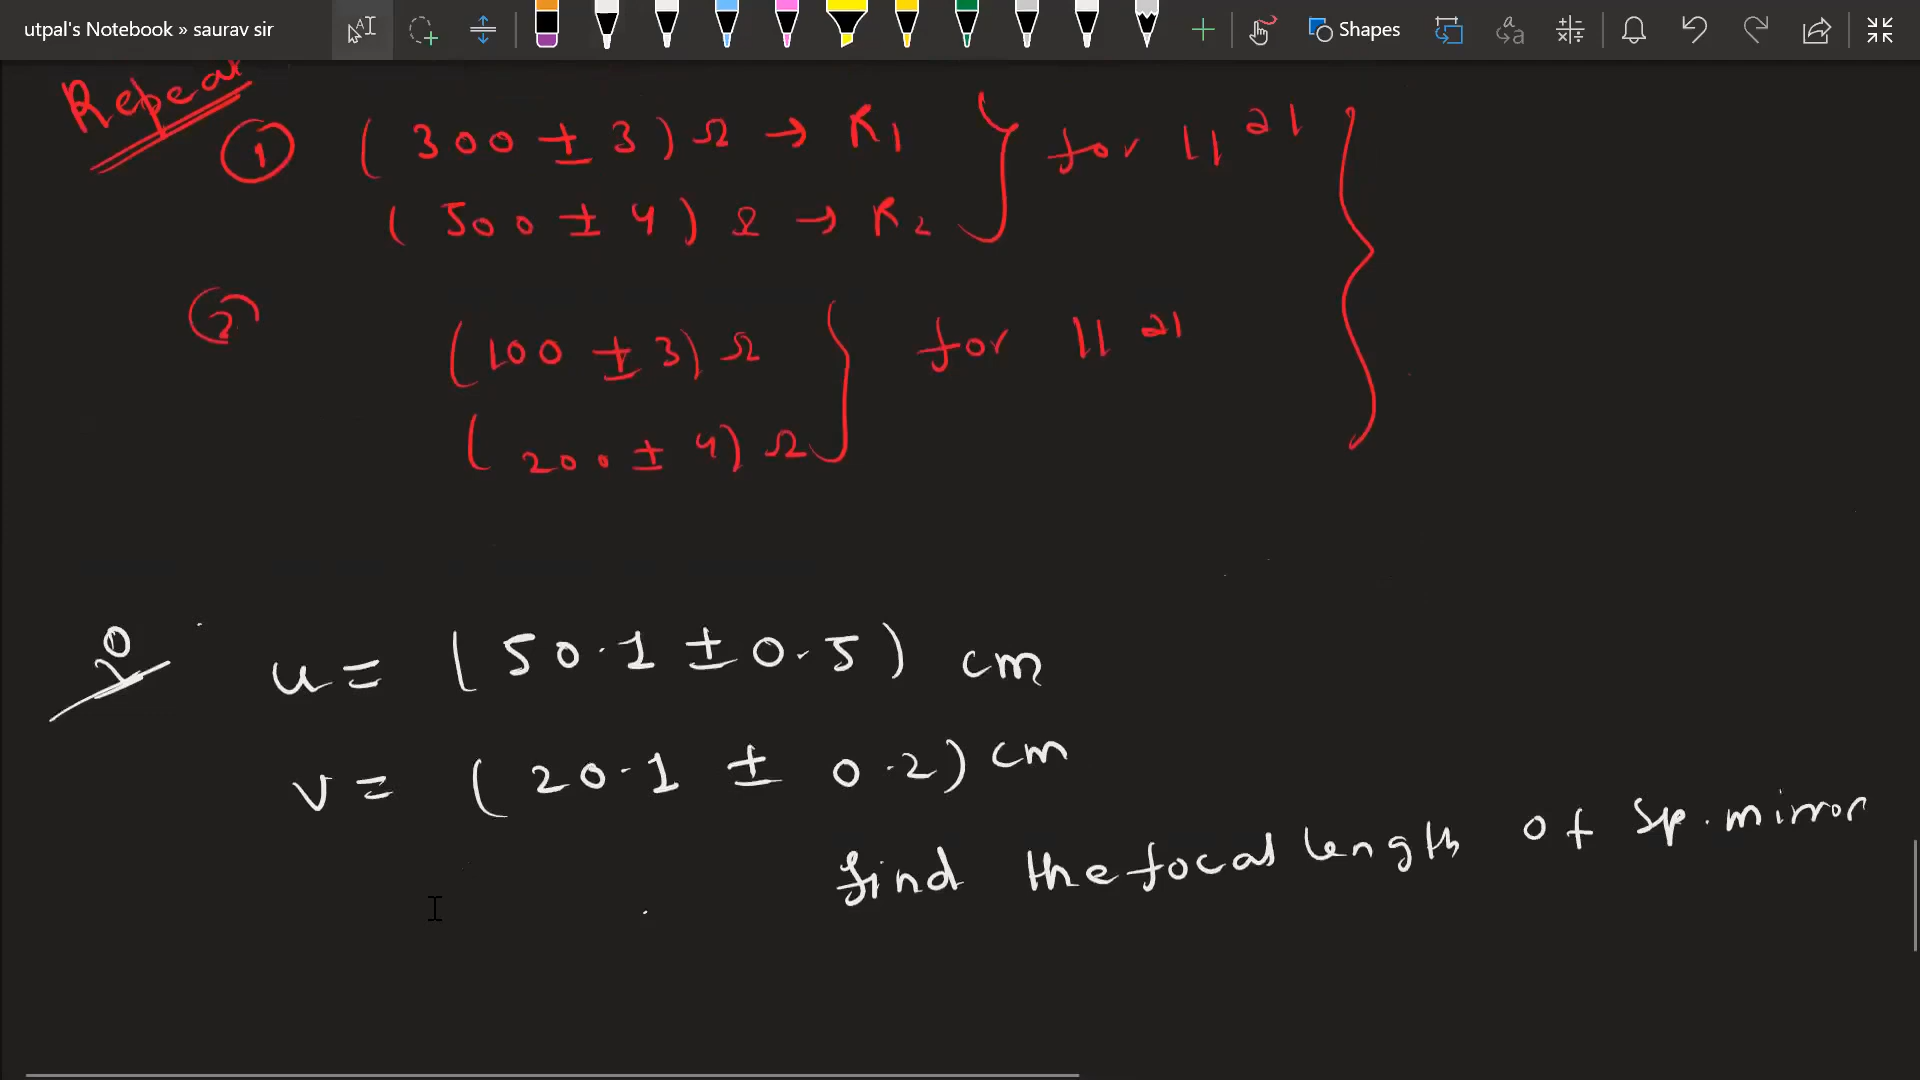 utpal's Notebook » saurav sir
Shapes
Repeat
① (300 ± 3) Ω → R1
(500 ± 4) Ω → R2
for ||al
②
(100 ± 3) Ω
(200 ± 4) Ω
for ||al
Q
u = (50.1 ± 0.5) cm
v = (20.1 ± 0.2) cm
find the focal length of sp. mirror